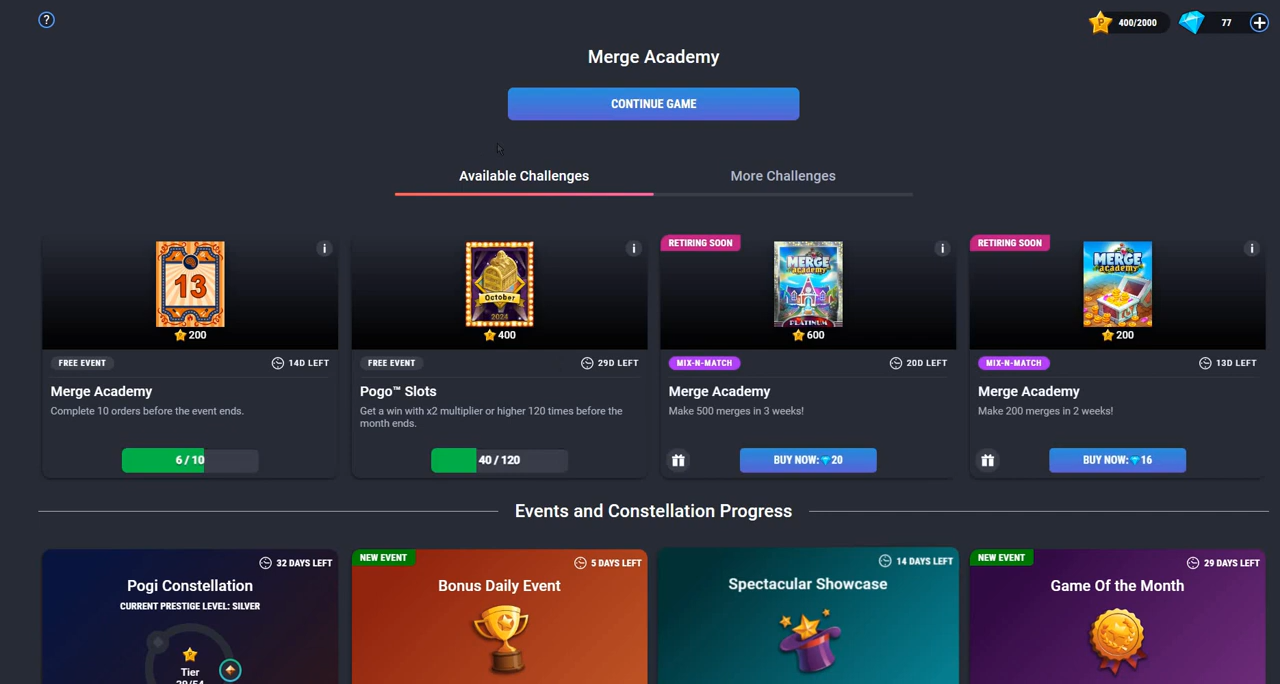 ?
P
400/2000
77
Merge Academy
CONTINUE GAME
Available Challenges
More Challenges
13
200
i
FREE EVENT
14D LEFT
Merge Academy
Complete 10 orders before the event ends.
6 / 10
October
2024
400
i
FREE EVENT
29D LEFT
Pogo™ Slots
Get a win with x2 multiplier or higher 120 times before the
month ends.
40 / 120
RETIRING SOON
MERGE
academy
PLATINUM
600
i
MIX-N-MATCH
20D LEFT
Merge Academy
Make 500 merges in 3 weeks!
BUY NOW: 20
RETIRING SOON
MERGE
academy
200
i
MIX-N-MATCH
13D LEFT
Merge Academy
Make 200 merges in 2 weeks!
BUY NOW: 16
Events and Constellation Progress
32 DAYS LEFT
Pogi Constellation
CURRENT PRESTIGE LEVEL: SILVER
P
Tier
NEW EVENT
5 DAYS LEFT
Bonus Daily Event
14 DAYS LEFT
Spectacular Showcase
NEW EVENT
29 DAYS LEFT
Game Of the Month